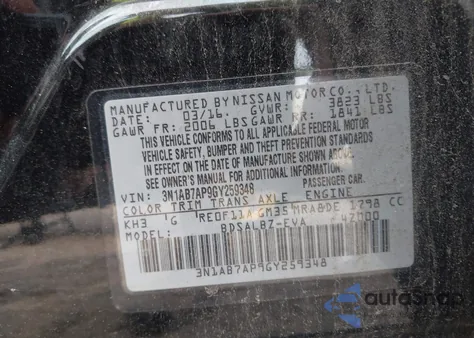 MANUFACTURED BY NISSAN MOTOR CO., LTD.
DATE: 03/16 GVWR: 3823 LBS
GAWR FR: 2006 LBS GAWR RR: 1841 LBS
THIS VEHICLE CONFORMS TO ALL APPLICABLE FEDERAL MOTOR
VEHICLE SAFETY, BUMPER AND THEFT PREVENTION STANDARDS
IN EFFECT ON THE DATE OF MANUFACTURE SHOWN ABOVE.
SEE OWNER'S MANUAL FOR ADDITIONAL INFORMATION.
VIN: 3N1AB7AP9GY259348 PASSENGER CAR.
COLOR TRIM TRANS AXLE ENGINE
KH3 G RE0F11A GM35 MRA8DE 1798 CC
MODEL: BDSALBZ-EVA 42000
3N1AB7AP9GY259348
autosnap